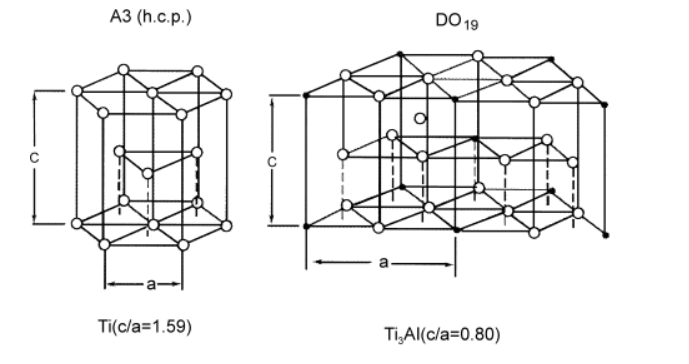 A3 (h.c.p.)
DO₁₉
C
C
a
a
Ti(c/a=1.59)
Ti₃Al(c/a=0.80)